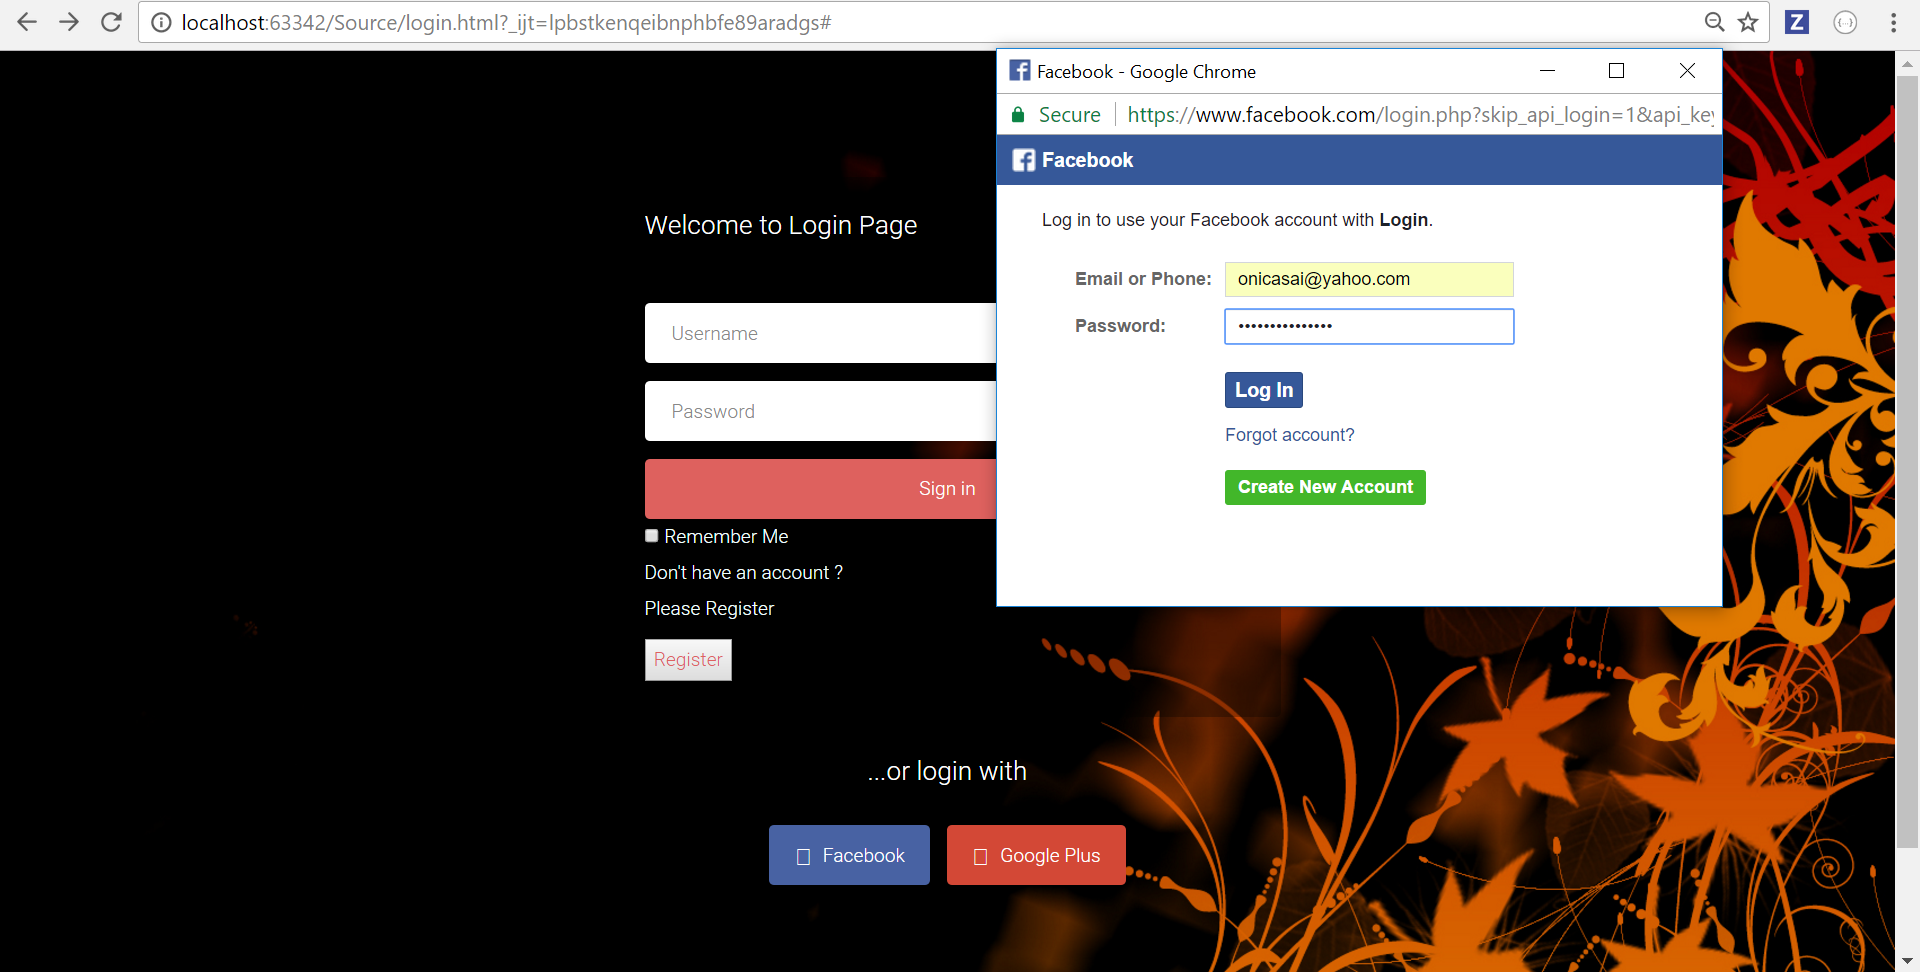 localhost:63342/Source/login.html?_ijt=lpbstkenqeibnphbfe89aradgs#
Z
Facebook - Google Chrome
Secure
https://www.facebook.com/login.php?skip_api_login=1&api_key
Facebook
Log in to use your Facebook account with Login.
Email or Phone: onicasai@yahoo.com
Password: •••••••••••••••
Log In
Forgot account?
Create New Account
Welcome to Login Page
Username
Password
Sign in
Remember Me
Don't have an account ?
Please Register
Register
...or login with
Facebook
Google Plus